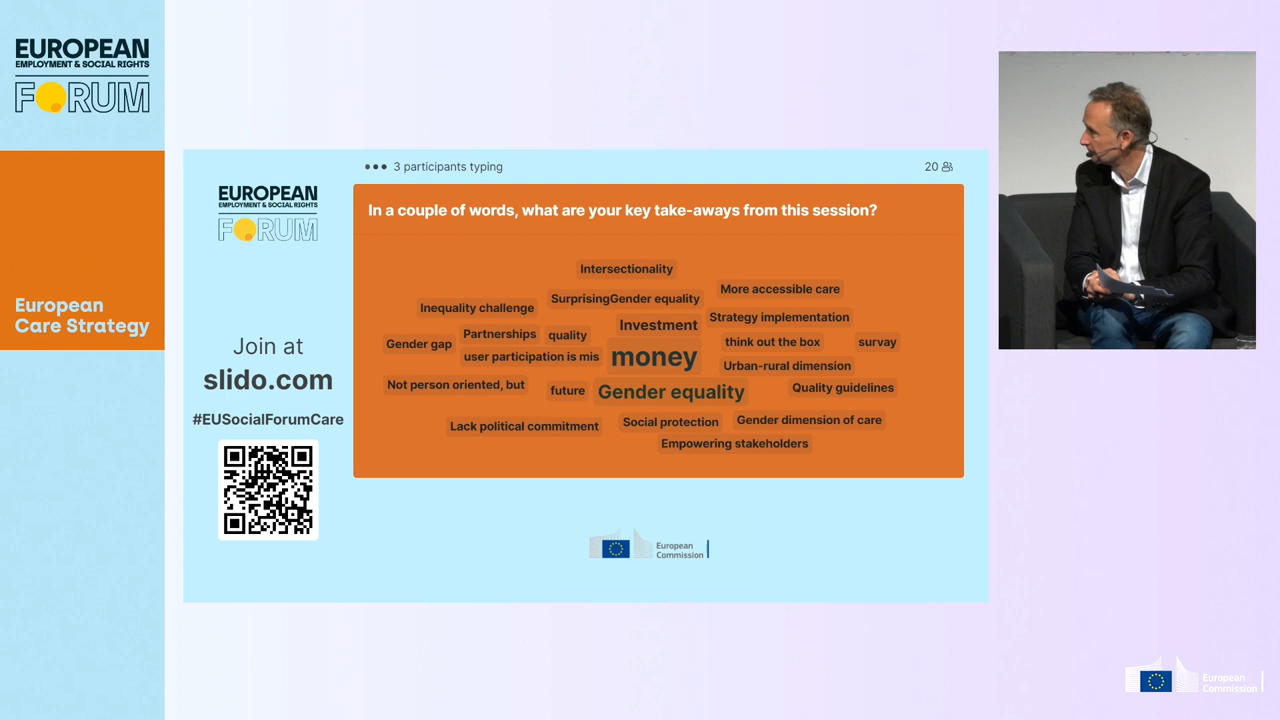 EUROPEAN
EMPLOYMENT & SOCIAL RIGHTS
FORUM
European
Care Strategy
3 participants typing
20
EUROPEAN
EMPLOYMENT & SOCIAL RIGHTS
FORUM
Join at
slido.com
#EUSocialForumCare
In a couple of words, what are your key take-aways from this session?
Intersectionality
More accessible care
SurprisingGender equality
Inequality challenge
Strategy implementation
Investment
Partnerships
quality
Gender gap
think out the box
survay
user participation is mis
money
Urban-rural dimension
Not person oriented, but
future
Gender equality
Quality guidelines
Lack political commitment
Social protection
Gender dimension of care
Empowering stakeholders
European
Commission
European
Commission